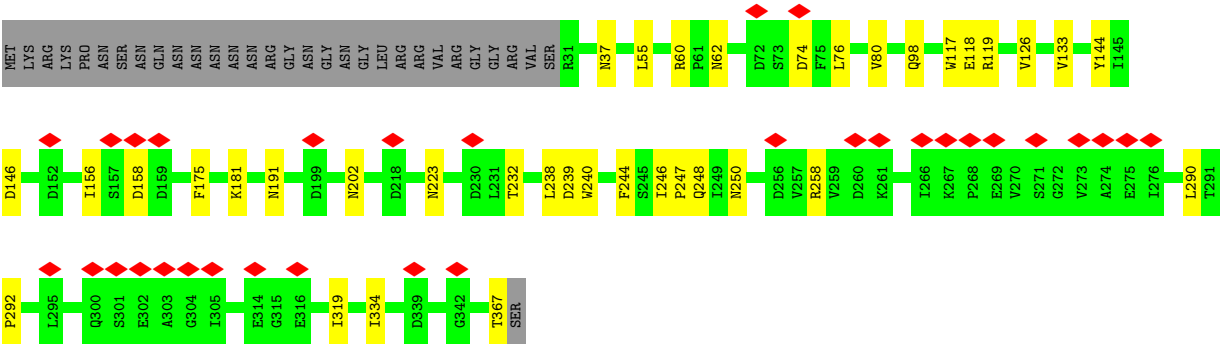 MET LYS ARG LYS PRO ASN SER ASN GLN ASN ASN ASN ASN ASN ARG GLY ASN GLY ASN GLY LEU ARG ARG VAL ARG GLY GLY ARG VAL SER R31 N37 L55 R60 P61 N62 D72 S73 D74 F75 L76 V80 Q98 W117 E118 R119 V126 V133 Y144 I145
D146 D152 I156 S157 D158 D159 F175 K181 N191 D199 N202 D218 N223 D230 L231 T232 L238 D239 W240 F244 S245 I246 P247 Q248 I249 N250 D256 V257 R258 V259 D260 K261 I266 K267 P268 E269 V270 S271 G272 V273 A274 E275 I276 L290 T291
P292 L295 Q300 S301 E302 A303 G304 I305 E314 G315 E316 I319 I334 D339 G342 T367 SER